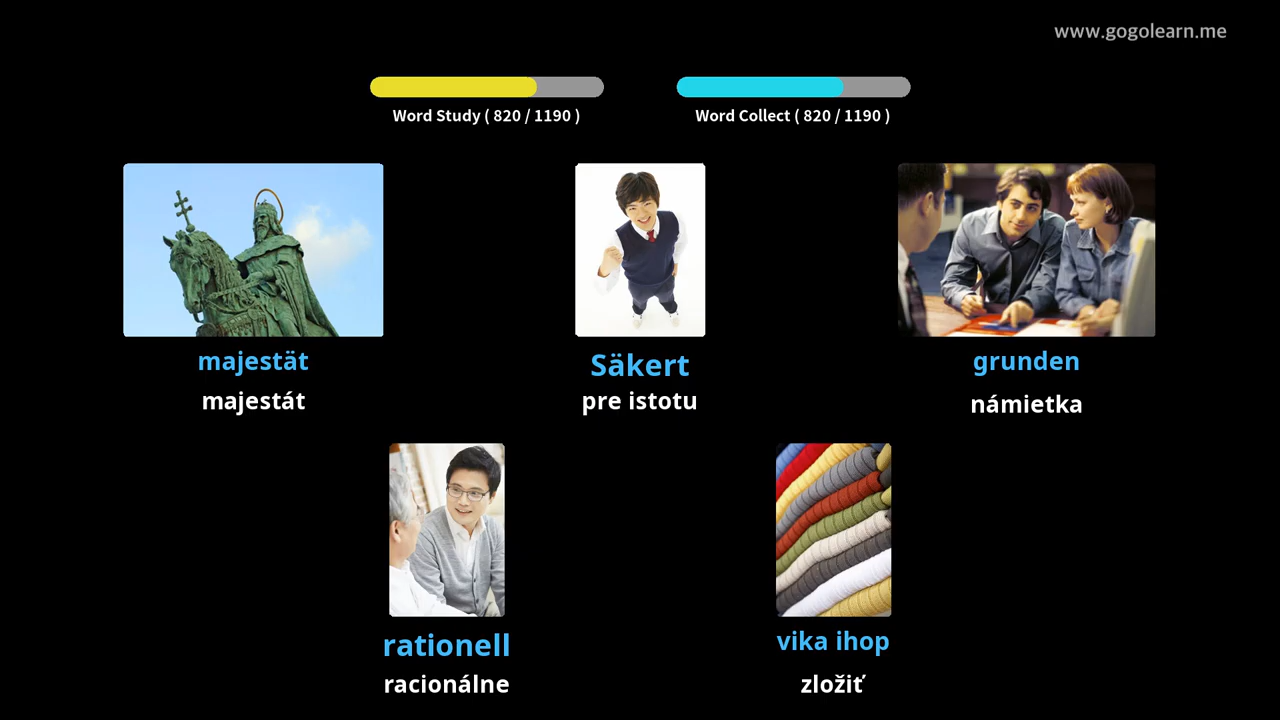 www.gogolearn.me
Word Study ( 820 / 1190 )
Word Collect ( 820 / 1190 )
majestät
majestát
Säkert
pre istotu
grunden
námietka
rationell
racionálne
vika ihop
zložiť